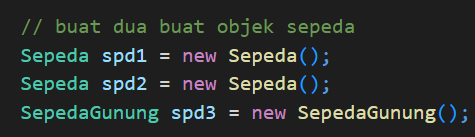 // buat dua buat objek sepeda
Sepeda spd1 = new Sepeda();
Sepeda spd2 = new Sepeda();
SepedaGunung spd3 = new SepedaGunung();